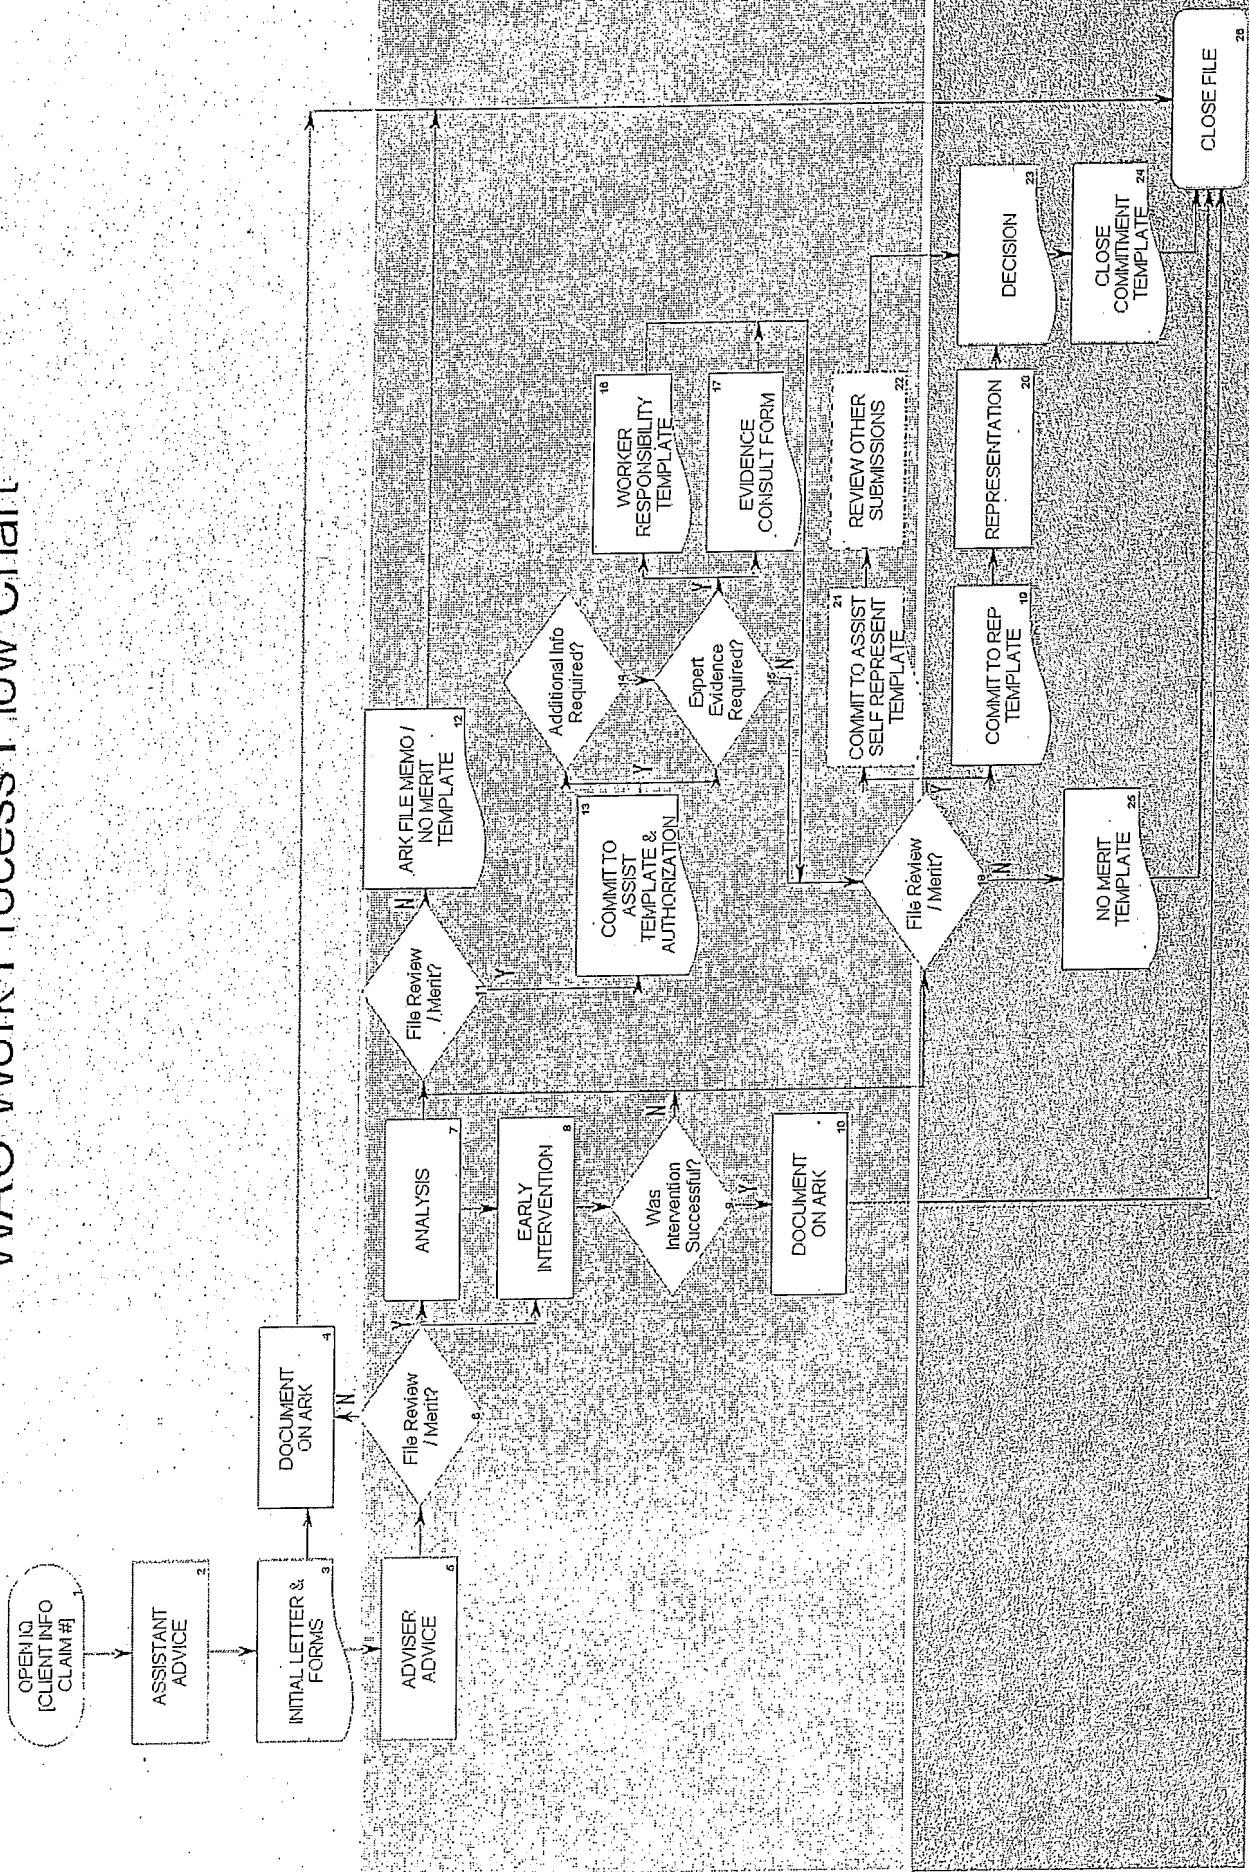 WAO Work Process Flow Chart
OPEN IQ
[CLIENT INFO
CLAIM #]
1
ASSISTANT
ADVICE
2
INITIAL LETTER &
FORMS
3
DOCUMENT
ON ARK
4
ADVISER
ADVICE
5
File Review
/ Merit?
6
N
Y
ANALYSIS
7
EARLY
INTERVENTION
8
Was
Intervention
Successful?
9
N
Y
DOCUMENT
ON ARK
10
File Review
/ Merit?
11
N
Y
ARK FILE MEMO /
NO MERIT
TEMPLATE
12
COMMIT TO
ASSIST
TEMPLATE &
AUTHORIZATION
13
Y
Additional Info
Required?
14
Expert
Evidence
Required?
15
Y
N
WORKER
RESPONSIBILITY
TEMPLATE
16
EVIDENCE
CONSULT FORM
17
File Review
/ Merit?
18
Y
N
COMMIT TO ASSIST
SELF REPRESENT
TEMPLATE
21
REVIEW OTHER
SUBMISSIONS
22
COMMIT TO REP
TEMPLATE
19
REPRESENTATION
20
DECISION
23
CLOSE
COMMITMENT
TEMPLATE
24
NO MERIT
TEMPLATE
25
CLOSE FILE
26